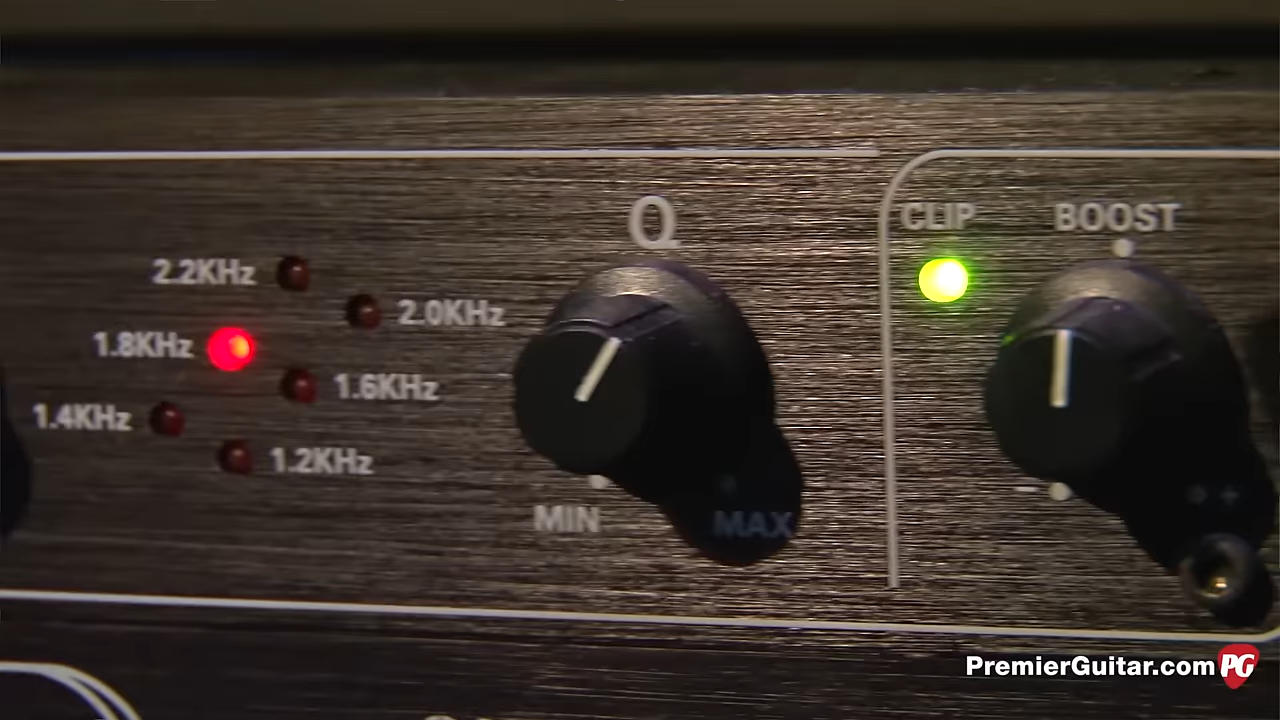 Q
CLIP
BOOST
2.2KHz
2.0KHz
1.8KHz
1.6KHz
1.4KHz
1.2KHz
MIN
MAX
-
+
PremierGuitar.com PG